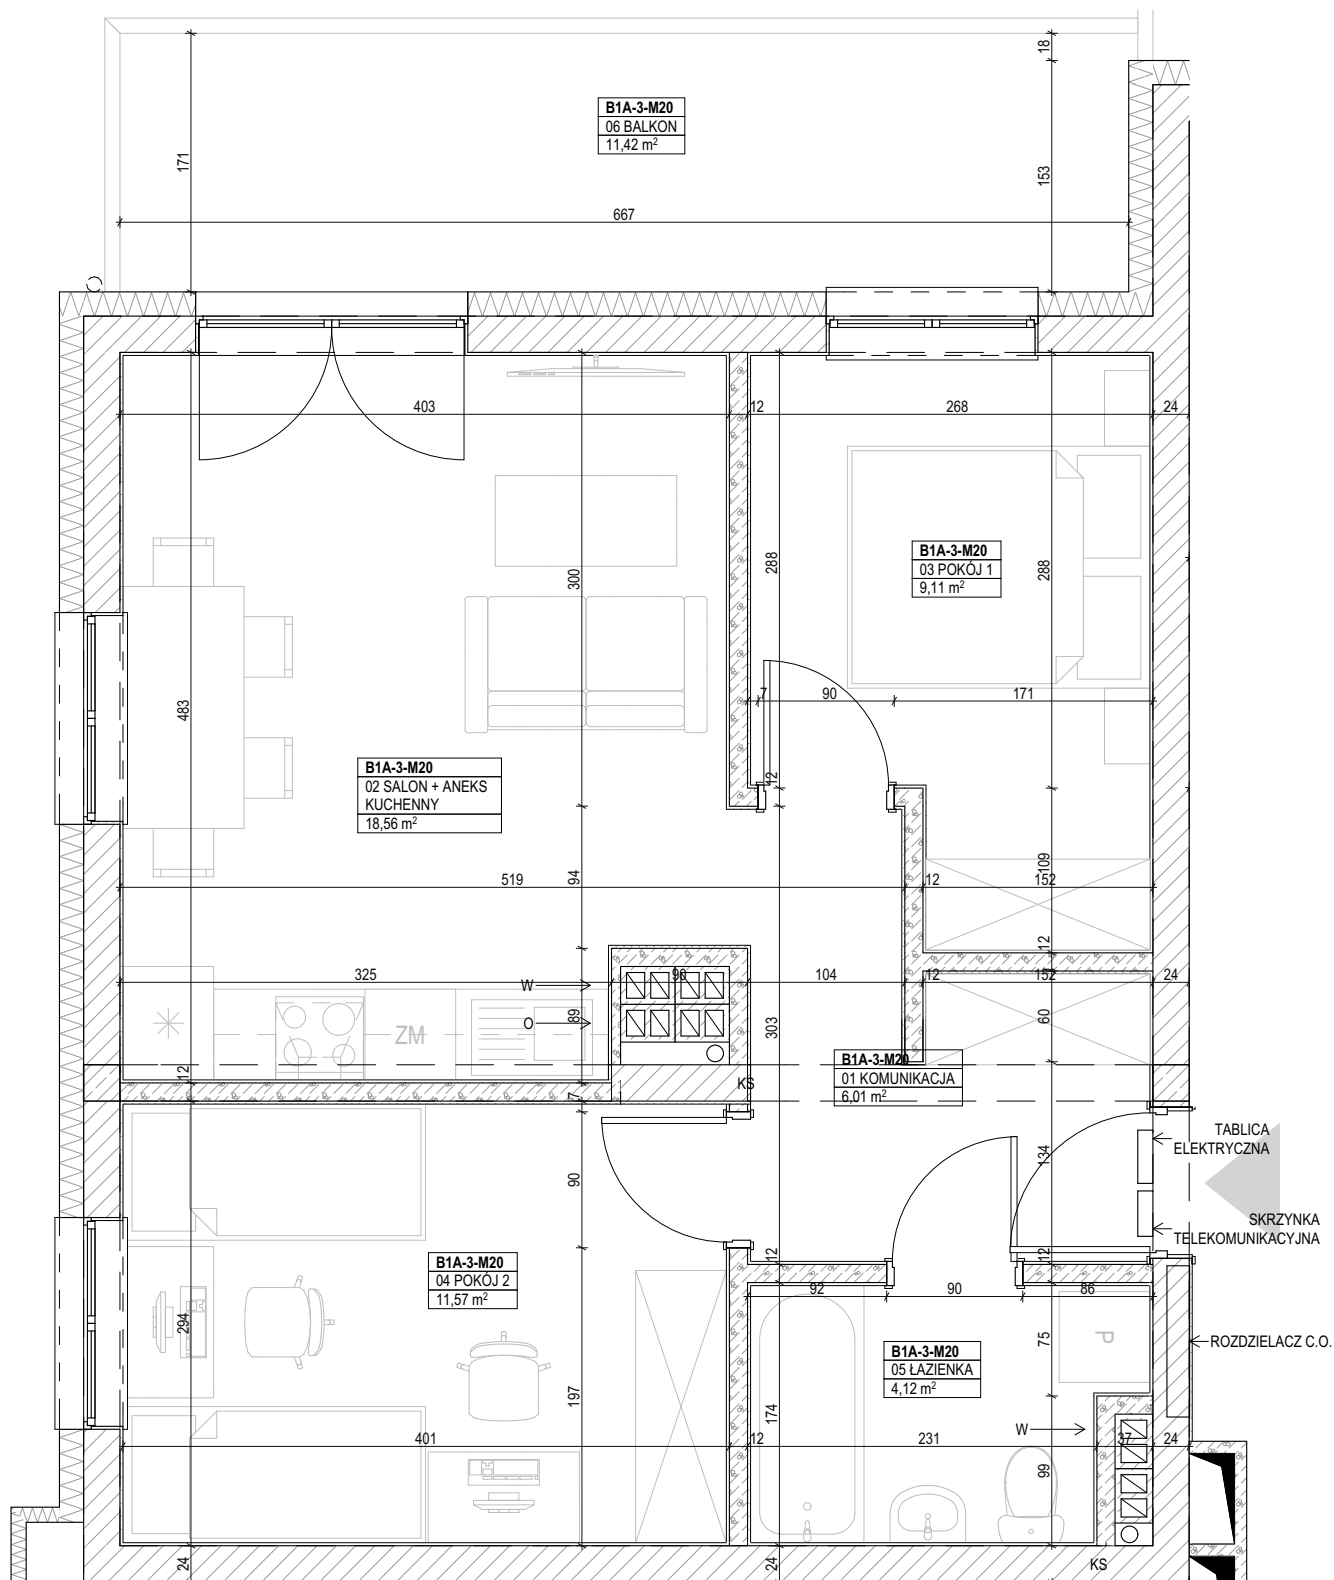 18
B1A-3-M20
06 BALKON
11,42 m²
171
153
667
403
12
268
24
300
288
288
B1A-3-M20
03 POKÓJ 1
9,11 m²
7
90
171
483
12
B1A-3-M20
02 SALON + ANEKS
KUCHENNY
18,56 m²
109
519
94
12
152
12
325
W
90
104
12
152
24
O
89
303
60
ZM
12
KS
7
B1A-3-M20
01 KOMUNIKACJA
6,01 m²
TABLICA
ELEKTRYCZNA
134
90
SKRZYNKA
TELEKOMUNIKACYJNA
12
12
B1A-3-M20
04 POKÓJ 2
11,57 m²
92
90
86
294
75
P
ROZDZIELACZ C.O.
B1A-3-M20
05 ŁAZIENKA
4,12 m²
197
174
W
401
12
231
37
24
99
24
24
KS